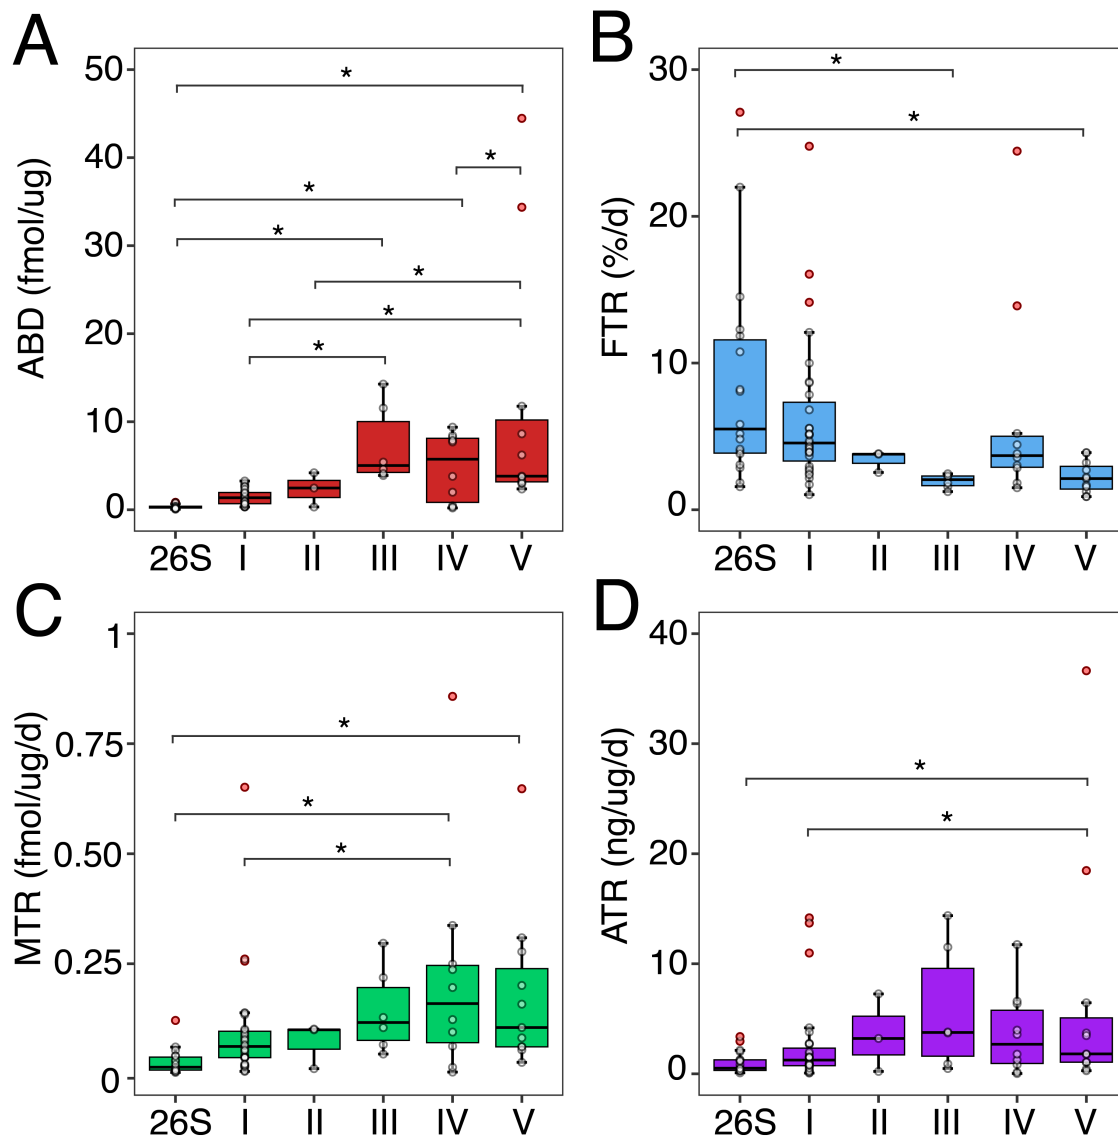 A
ABD (fmol/ug)
50
40
30
20
10
0
*
*
*
*
*
*
*
26S I II III IV V
B
FTR (%/d)
30
20
10
0
*
*
26S I II III IV V
C
MTR (fmol/ug/d)
1
0.75
0.50
0.25
0
*
*
*
26S I II III IV V
D
ATR (ng/ug/d)
40
30
20
10
0
*
*
26S I II III IV V